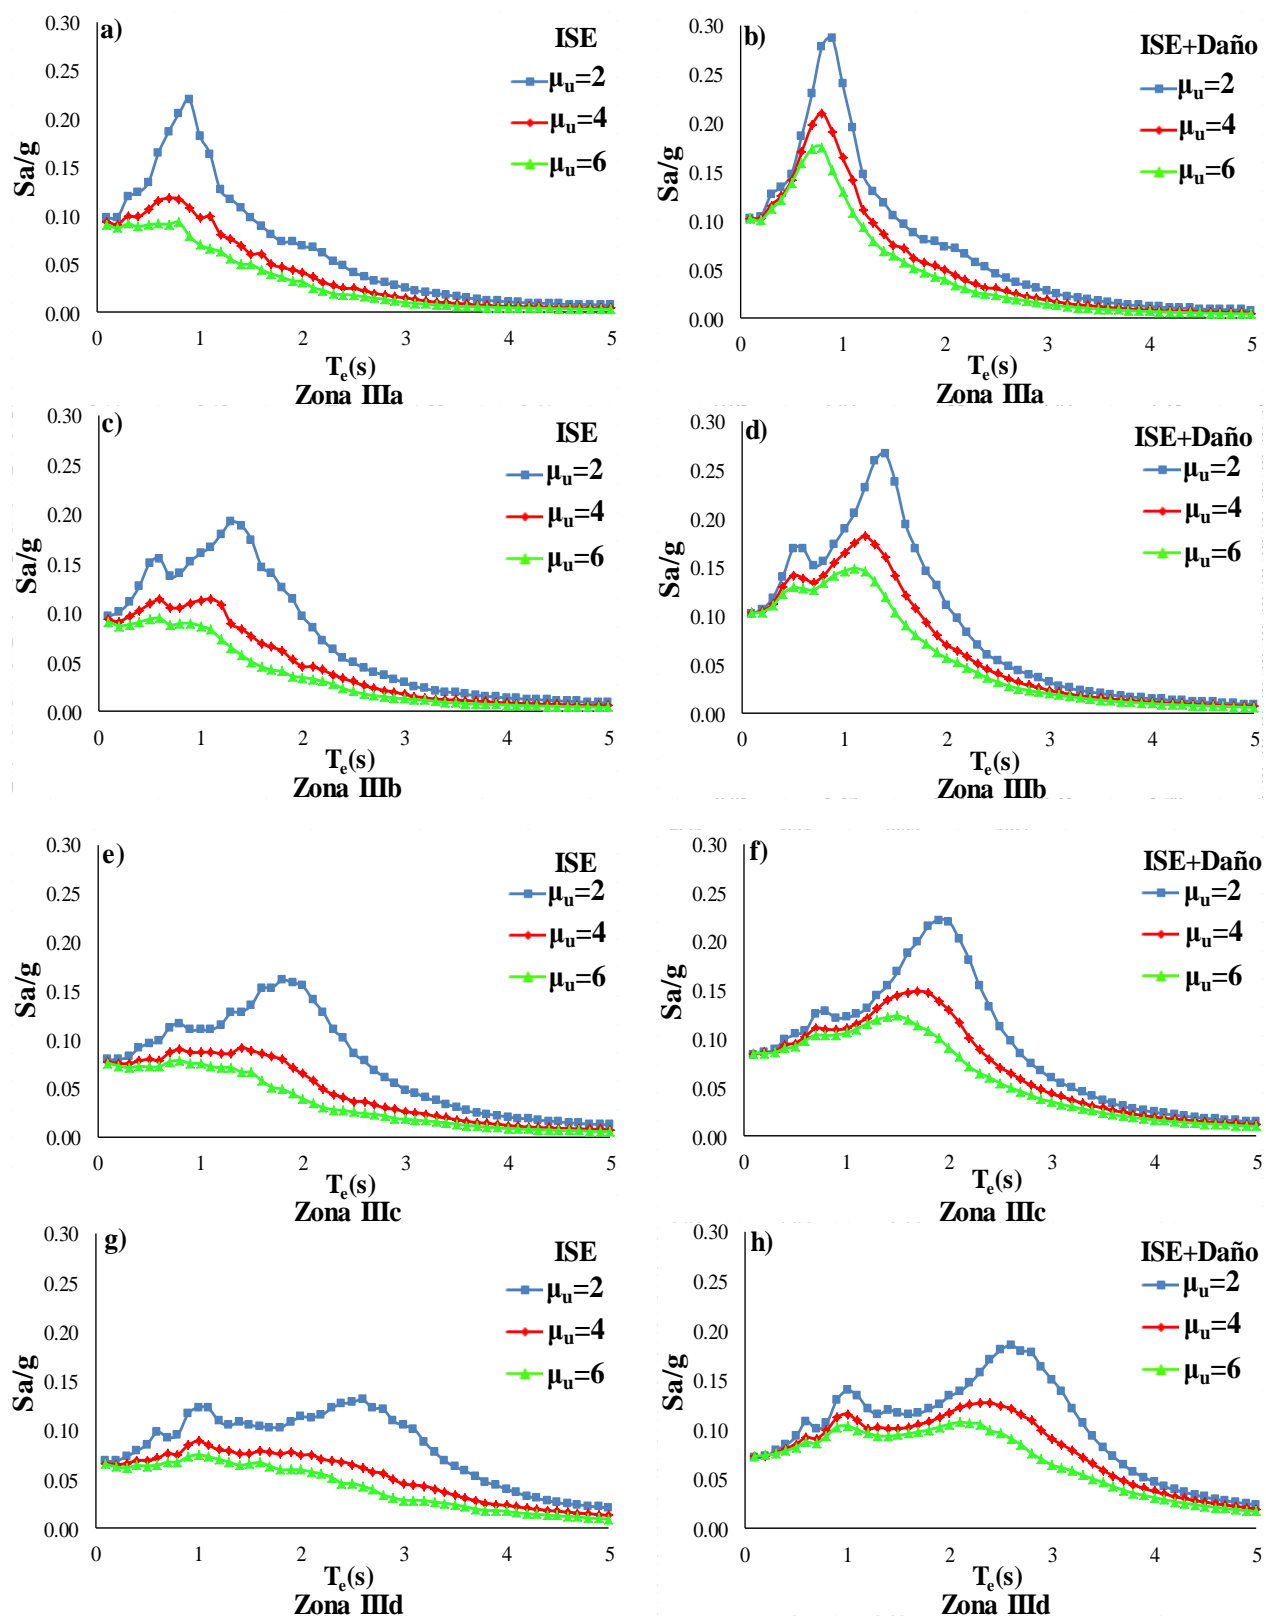 a)
ISE
μu=2
μu=4
μu=6
0.30
0.25
0.20
0.15
0.10
0.05
0.00
Sa/g
0 1 2 3 4 5
Te(s)
Zona IIIa
b)
ISE+Daño
μu=2
μu=4
μu=6
0.30
0.25
0.20
0.15
0.10
0.05
0.00
Sa/g
0 1 2 3 4 5
Te(s)
Zona IIIa
c)
ISE
μu=2
μu=4
μu=6
0.30
0.25
0.20
0.15
0.10
0.05
0.00
Sa/g
0 1 2 3 4 5
Te(s)
Zona IIIb
d)
ISE+Daño
μu=2
μu=4
μu=6
0.30
0.25
0.20
0.15
0.10
0.05
0.00
Sa/g
0 1 2 3 4 5
Te(s)
Zona IIIb
e)
ISE
μu=2
μu=4
μu=6
0.30
0.25
0.20
0.15
0.10
0.05
0.00
Sa/g
0 1 2 3 4 5
Te(s)
Zona IIIc
f)
ISE+Daño
μu=2
μu=4
μu=6
0.30
0.25
0.20
0.15
0.10
0.05
0.00
Sa/g
0 1 2 3 4 5
Te(s)
Zona IIIc
g)
ISE
μu=2
μu=4
μu=6
0.30
0.25
0.20
0.15
0.10
0.05
0.00
Sa/g
0 1 2 3 4 5
Te(s)
Zona IIId
h)
ISE+Daño
μu=2
μu=4
μu=6
0.30
0.25
0.20
0.15
0.10
0.05
0.00
Sa/g
0 1 2 3 4 5
Te(s)
Zona IIId